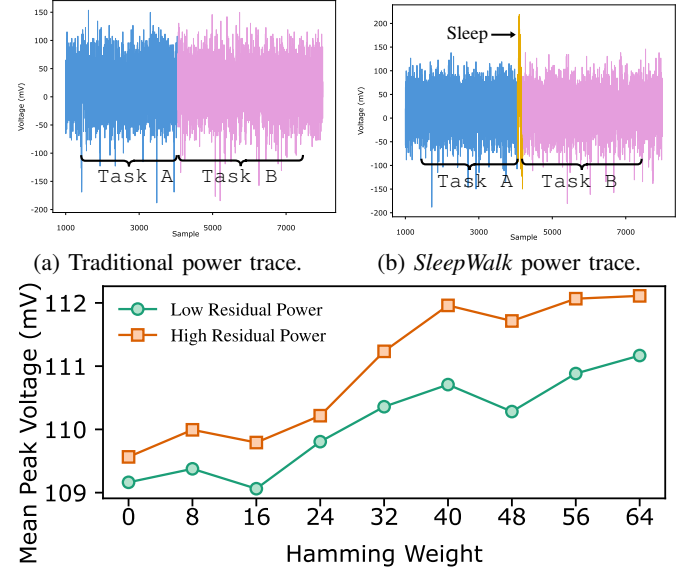 150
100
50
0
-50
-100
-150
-200
Voltage (mV)
Task A Task B
1000 3000 5000 7000
Sample
200
150
100
50
0
-50
-100
-150
-200
Voltage (mV)
Sleep
Task A Task B
1000 3000 5000 7000
Sample
(a) Traditional power trace.
(b) SleepWalk power trace.
Mean Peak Voltage (mV)
112
111
110
109
Low Residual Power
High Residual Power
0 8 16 24 32 40 48 56 64
Hamming Weight